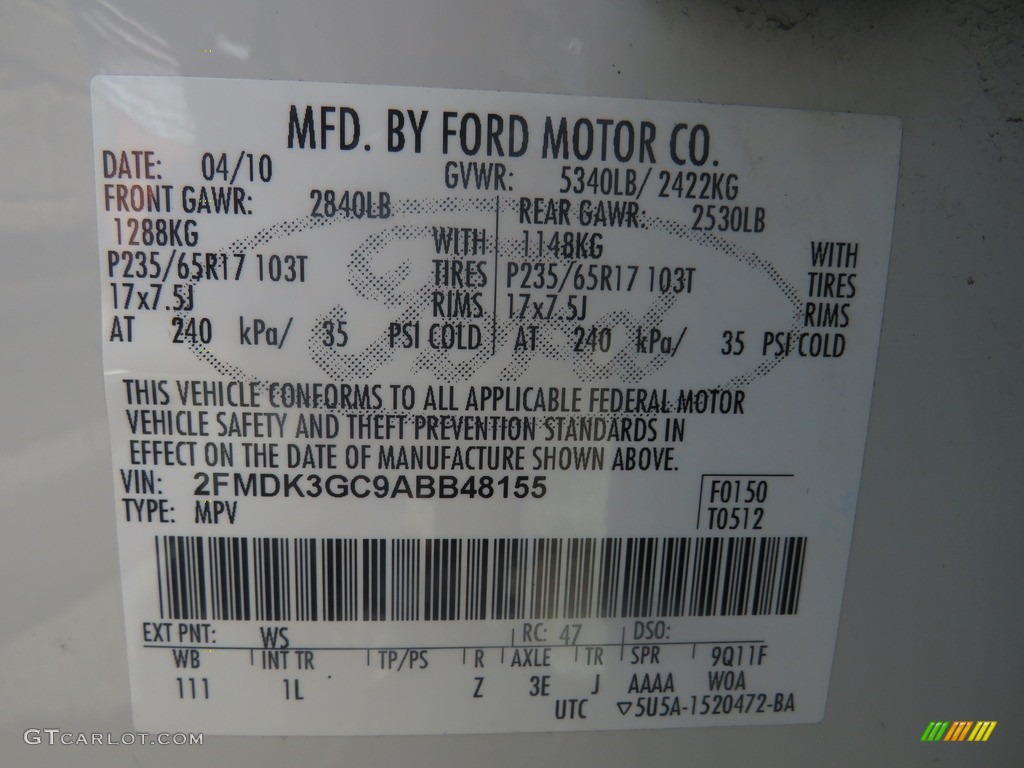 MFD. BY FORD MOTOR CO.
DATE: 04/10 GVWR: 5340LB/ 2422KG
FRONT GAWR: 2840LB REAR GAWR: 2530LB
1288KG WITH 1148KG WITH
P235/65R17 103T TIRES P235/65R17 103T TIRES
17x7.5J RIMS 17x7.5J RIMS
AT 240 kPa/ 35 PSI COLD AT 240 kPa/ 35 PSI COLD
Ford
THIS VEHICLE CONFORMS TO ALL APPLICABLE FEDERAL MOTOR
VEHICLE SAFETY AND THEFT PREVENTION STANDARDS IN
EFFECT ON THE DATE OF MANUFACTURE SHOWN ABOVE.
VIN: 2FMDK3GC9ABB48155 F0150
TYPE: MPV T0512
EXT PNT: WS RC: 47 DSO:
WB INT TR TP/PS R AXLE TR SPR 9Q11F
111 1L Z 3E J AAAA W0A
UTC ▽5U5A-1520472-BA
GTCARLOT.COM